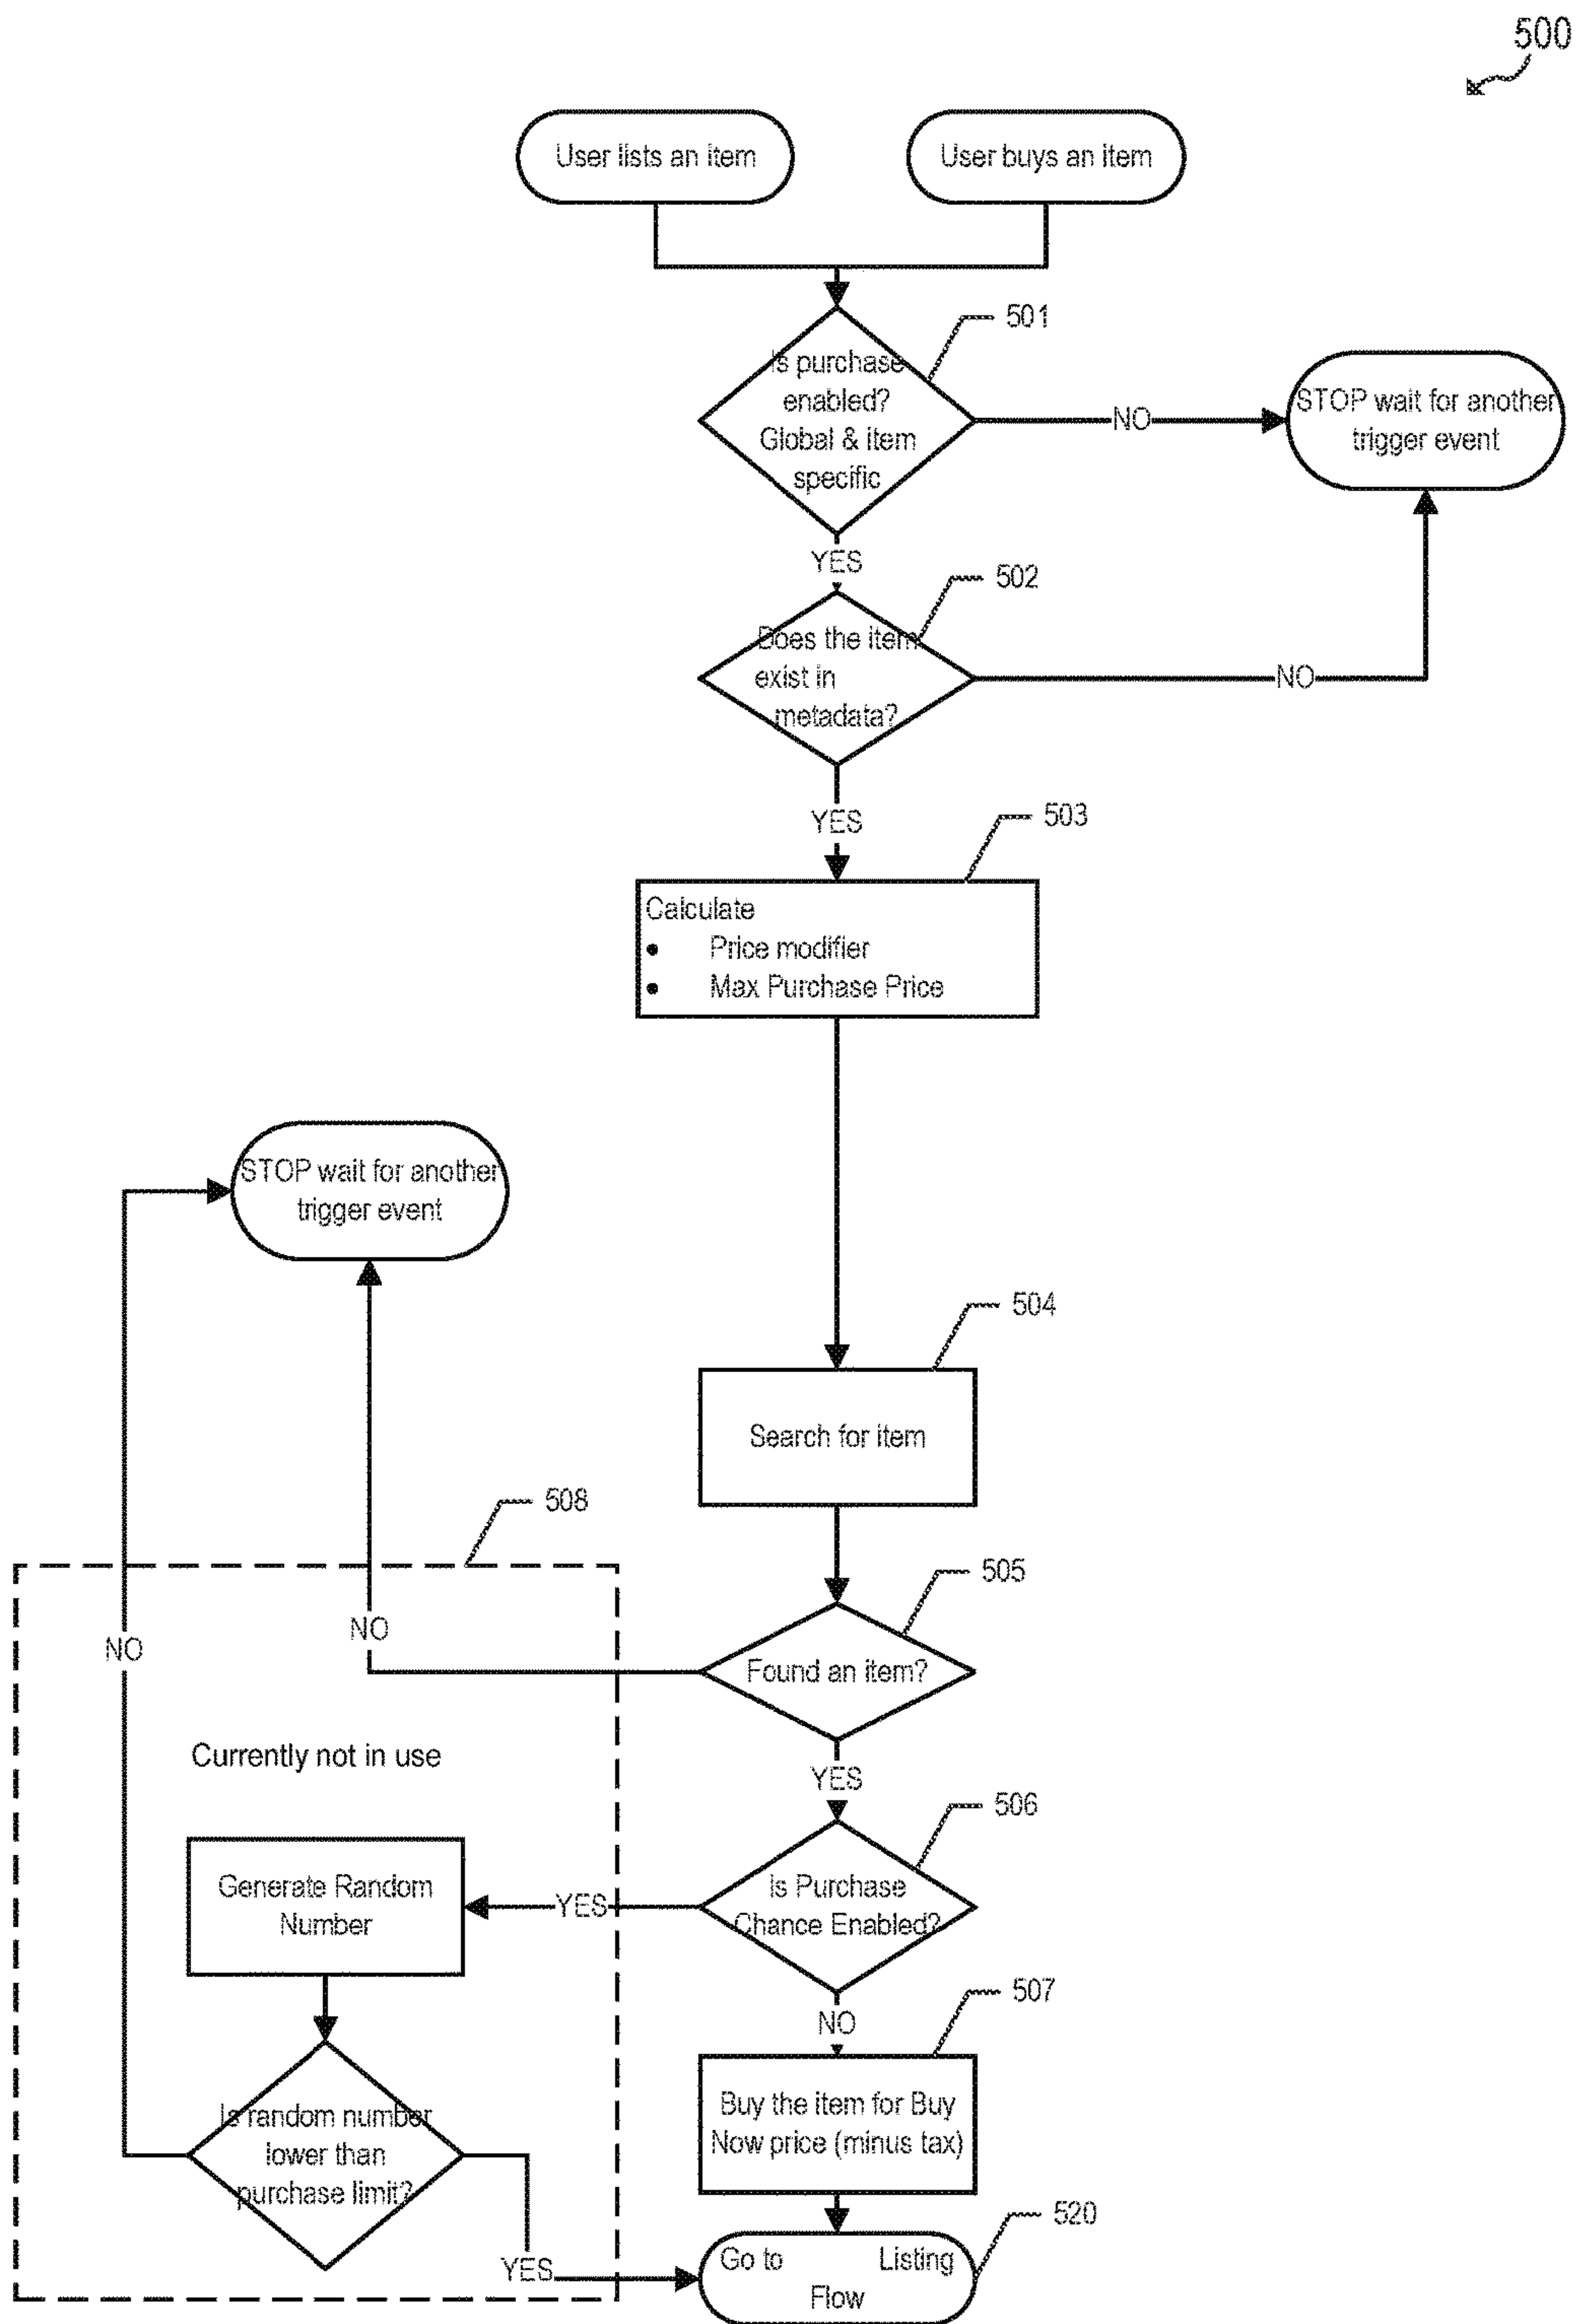 500
User lists an item
User buys an item
501
Is purchase
enabled?
Global & item
specific
NO
STOP wait for another
trigger event
YES
502
Does the item
exist in
metadata?
NO
YES
503
Calculate
• Price modifier
• Max Purchase Price
STOP wait for another
trigger event
504
Search for item
508
505
NO
NO
Found an item?
Currently not in use
YES
506
Generate Random
Number
YES
Is Purchase
Chance Enabled?
507
NO
Is random number
lower than
purchase limit?
Buy the item for Buy
Now price (minus tax)
520
YES
Go to Listing
Flow